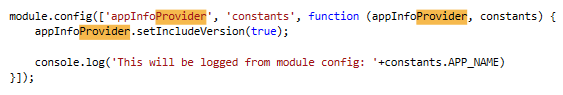 module.config(['appInfoProvider', 'constants', function (appInfoProvider, constants) {
    appInfoProvider.setIncludeVersion(true);
    console.log('This will be logged from module config: '+constants.APP_NAME)
}]);